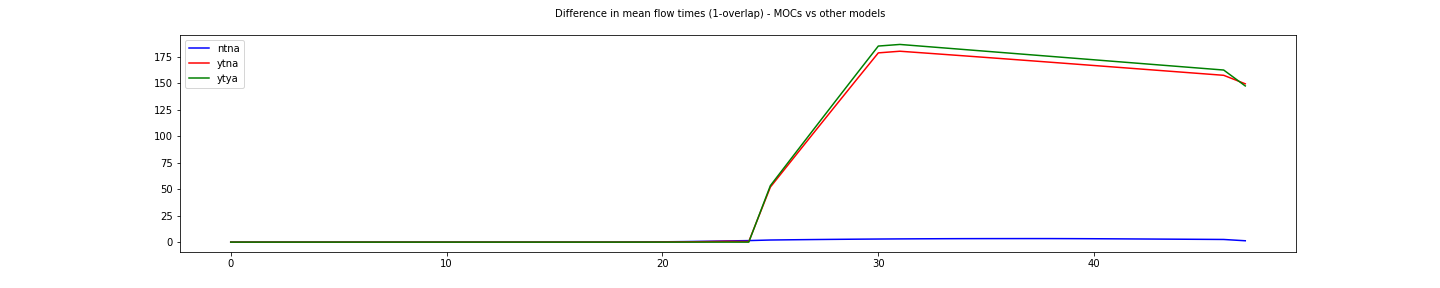 Difference in mean flow times (1-overlap) - MOCs vs other models
ntna
ytna
ytya
175
150
125
100
75
50
25
0
0 10 20 30 40